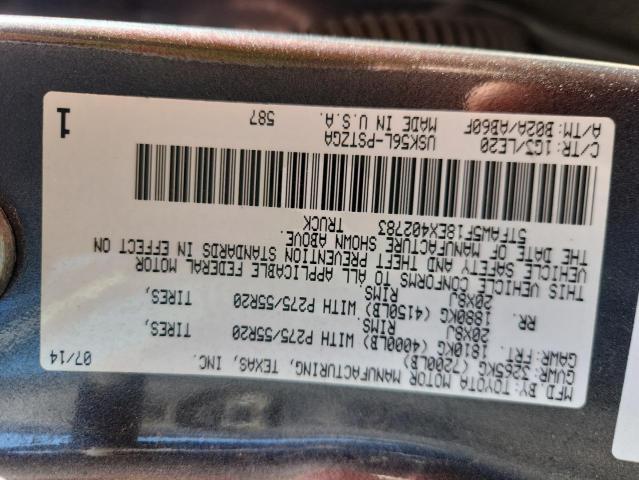 MFD BY: TOYOTA MOTOR MANUFACTURING, TEXAS, INC. 07/14
GVWR: 3265KG (7200LB)
GAWR: FRT. 1810KG (4000LB) WITH P275/55R20 TIRES,
20X8J RIMS
RR. 1880KG (4150LB) WITH P275/55R20 TIRES,
20X8J RIMS
THIS VEHICLE CONFORMS TO ALL APPLICABLE FEDERAL MOTOR
VEHICLE SAFETY AND THEFT PREVENTION STANDARDS IN EFFECT ON
THE DATE OF MANUFACTURE SHOWN ABOVE.
5TFAW5F18EX402783 TRUCK
C/TR: 1G3/LE20 USK56L-PSTZGA 587
A/TM: B02A/AB60F MADE IN U.S.A.
1